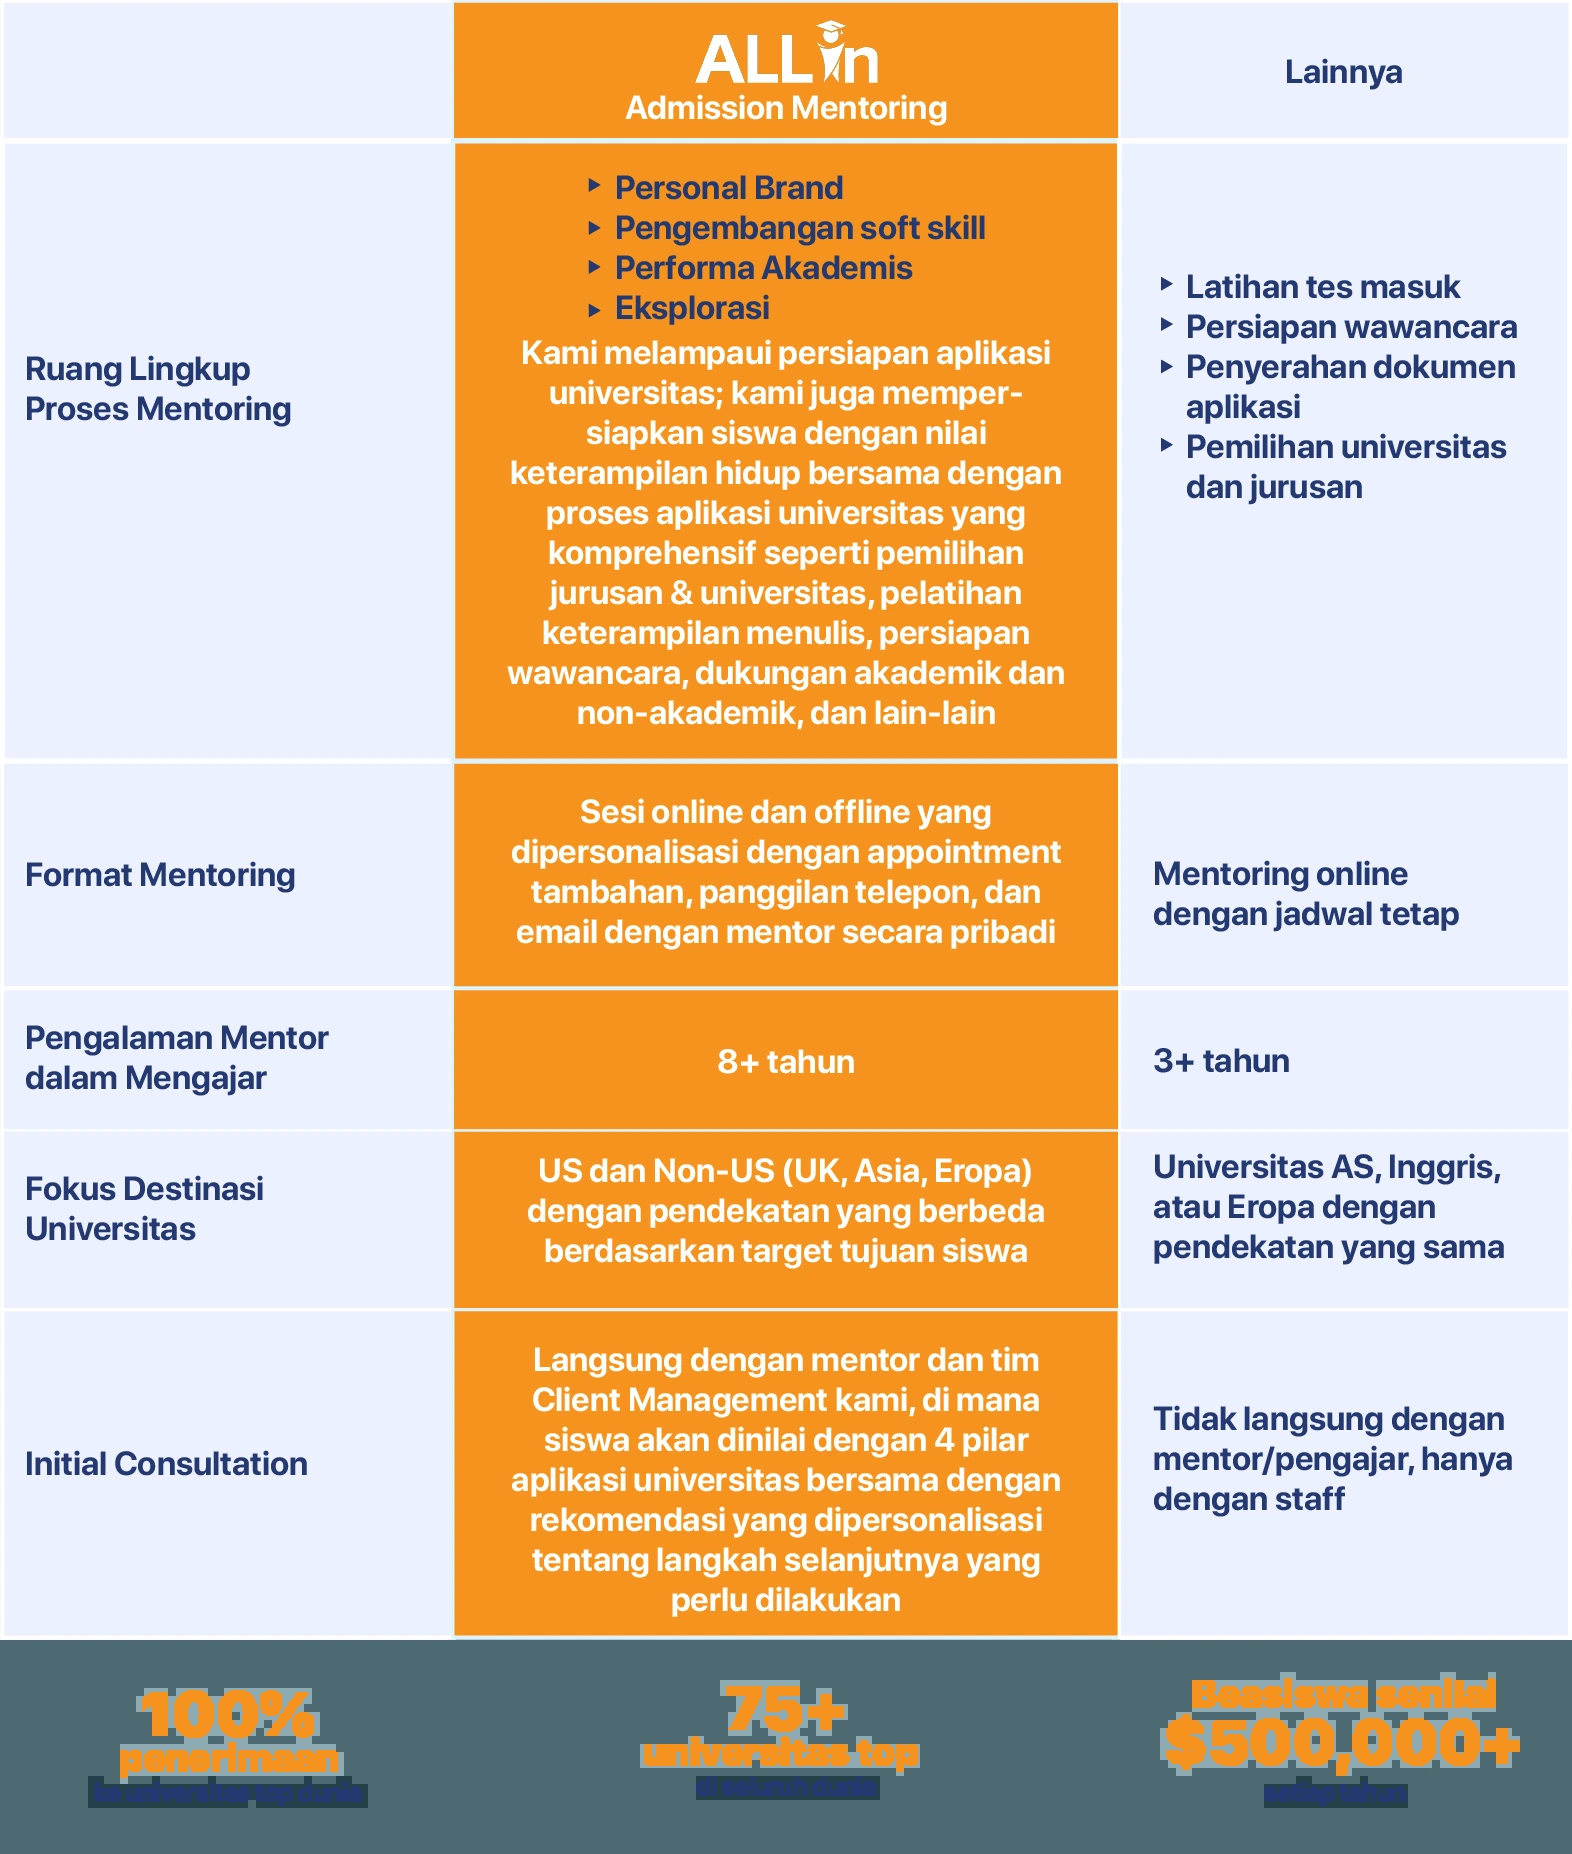 ALLin
Admission Mentoring
Lainnya
Ruang Lingkup
Proses Mentoring
Personal Brand
Pengembangan soft skill
Performa Akademis
Eksplorasi
Kami melampaui persiapan aplikasi
universitas; kami juga memper-
siapkan siswa dengan nilai
keterampilan hidup bersama dengan
proses aplikasi universitas yang
komprehensif seperti pemilihan
jurusan & universitas, pelatihan
keterampilan menulis, persiapan
wawancara, dukungan akademik dan
non-akademik, dan lain-lain
Latihan tes masuk
Persiapan wawancara
Penyerahan dokumen
aplikasi
Pemilihan universitas
dan jurusan
Format Mentoring
Sesi online dan offline yang
dipersonalisasi dengan appointment
tambahan, panggilan telepon, dan
email dengan mentor secara pribadi
Mentoring online
dengan jadwal tetap
Pengalaman Mentor
dalam Mengajar
8+ tahun
3+ tahun
Fokus Destinasi
Universitas
US dan Non-US (UK, Asia, Eropa)
dengan pendekatan yang berbeda
berdasarkan target tujuan siswa
Universitas AS, Inggris,
atau Eropa dengan
pendekatan yang sama
Initial Consultation
Langsung dengan mentor dan tim
Client Management kami, di mana
siswa akan dinilai dengan 4 pilar
aplikasi universitas bersama dengan
rekomendasi yang dipersonalisasi
tentang langkah selanjutnya yang
perlu dilakukan
Tidak langsung dengan
mentor/pengajar, hanya
dengan staff
100%
penerimaan
ke universitas top dunia
75+
universitas top
di seluruh dunia
Beasiswa senilai
$500,000+
setiap tahun